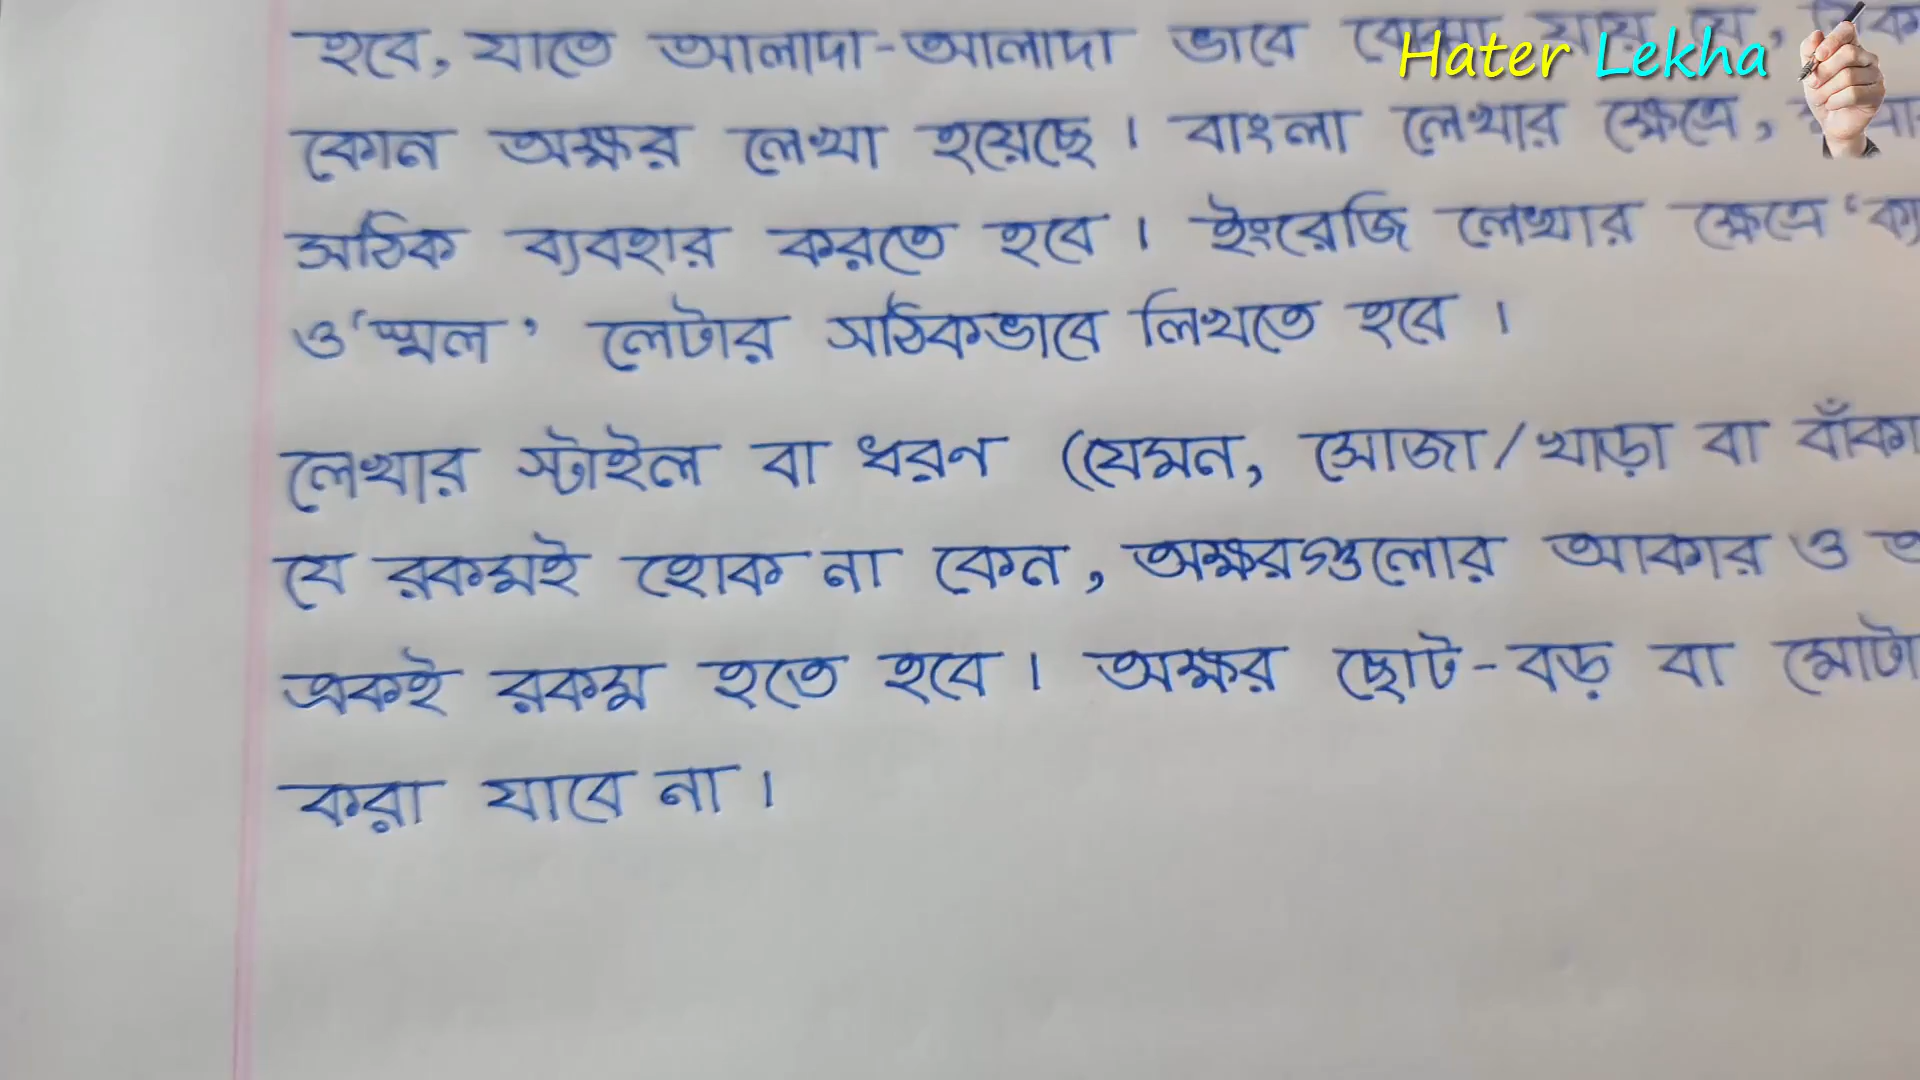 Hater Lekha
হবে, যাতে আলাদা-আলাদা ভাবে বোঝা যায় যে,
কোন অক্ষর লেখা হয়েছে। বাংলা লেখার ক্ষেত্রে,
সঠিক ব্যবহার করতে হবে। ইংরেজি লেখার ক্ষেত্রে
ও 'স্মল' লেটার সঠিকভাবে লিখতে হবে।
লেখার স্টাইল বা ধরন (যেমন, সোজা/খাড়া বা বাঁকা
যে রকমই হোক না কেন, অক্ষরগুলোর আকার ও
একই রকম হতে হবে। অক্ষর ছোট-বড় বা মোটা
করা যাবে না।